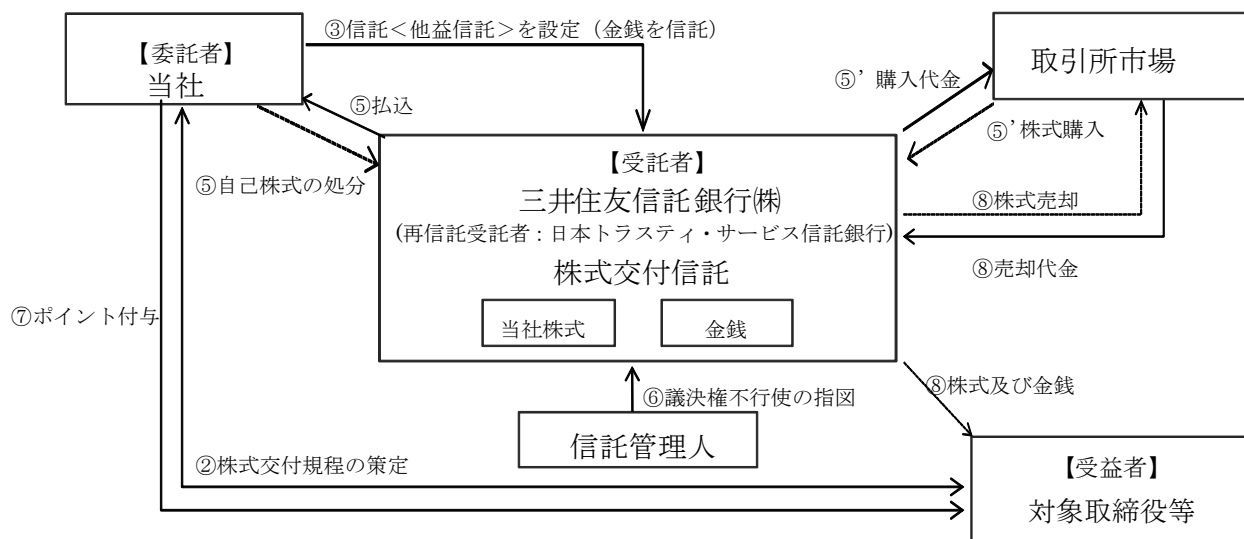 ③信託＜他益信託＞を設定（金銭を信託）
【委託者】
当社
取引所市場
⑤’購入代金
⑤払込
⑤’株式購入
【受託者】
⑤自己株式の処分
三井住友信託銀行㈱
⑧株式売却
(再信託受託者：日本トラスティ・サービス信託銀行)
株式交付信託
⑧売却代金
⑦ポイント付与
当社株式
金銭
⑧株式及び金銭
⑥議決権不行使の指図
信託管理人
②株式交付規程の策定
【受益者】
対象取締役等